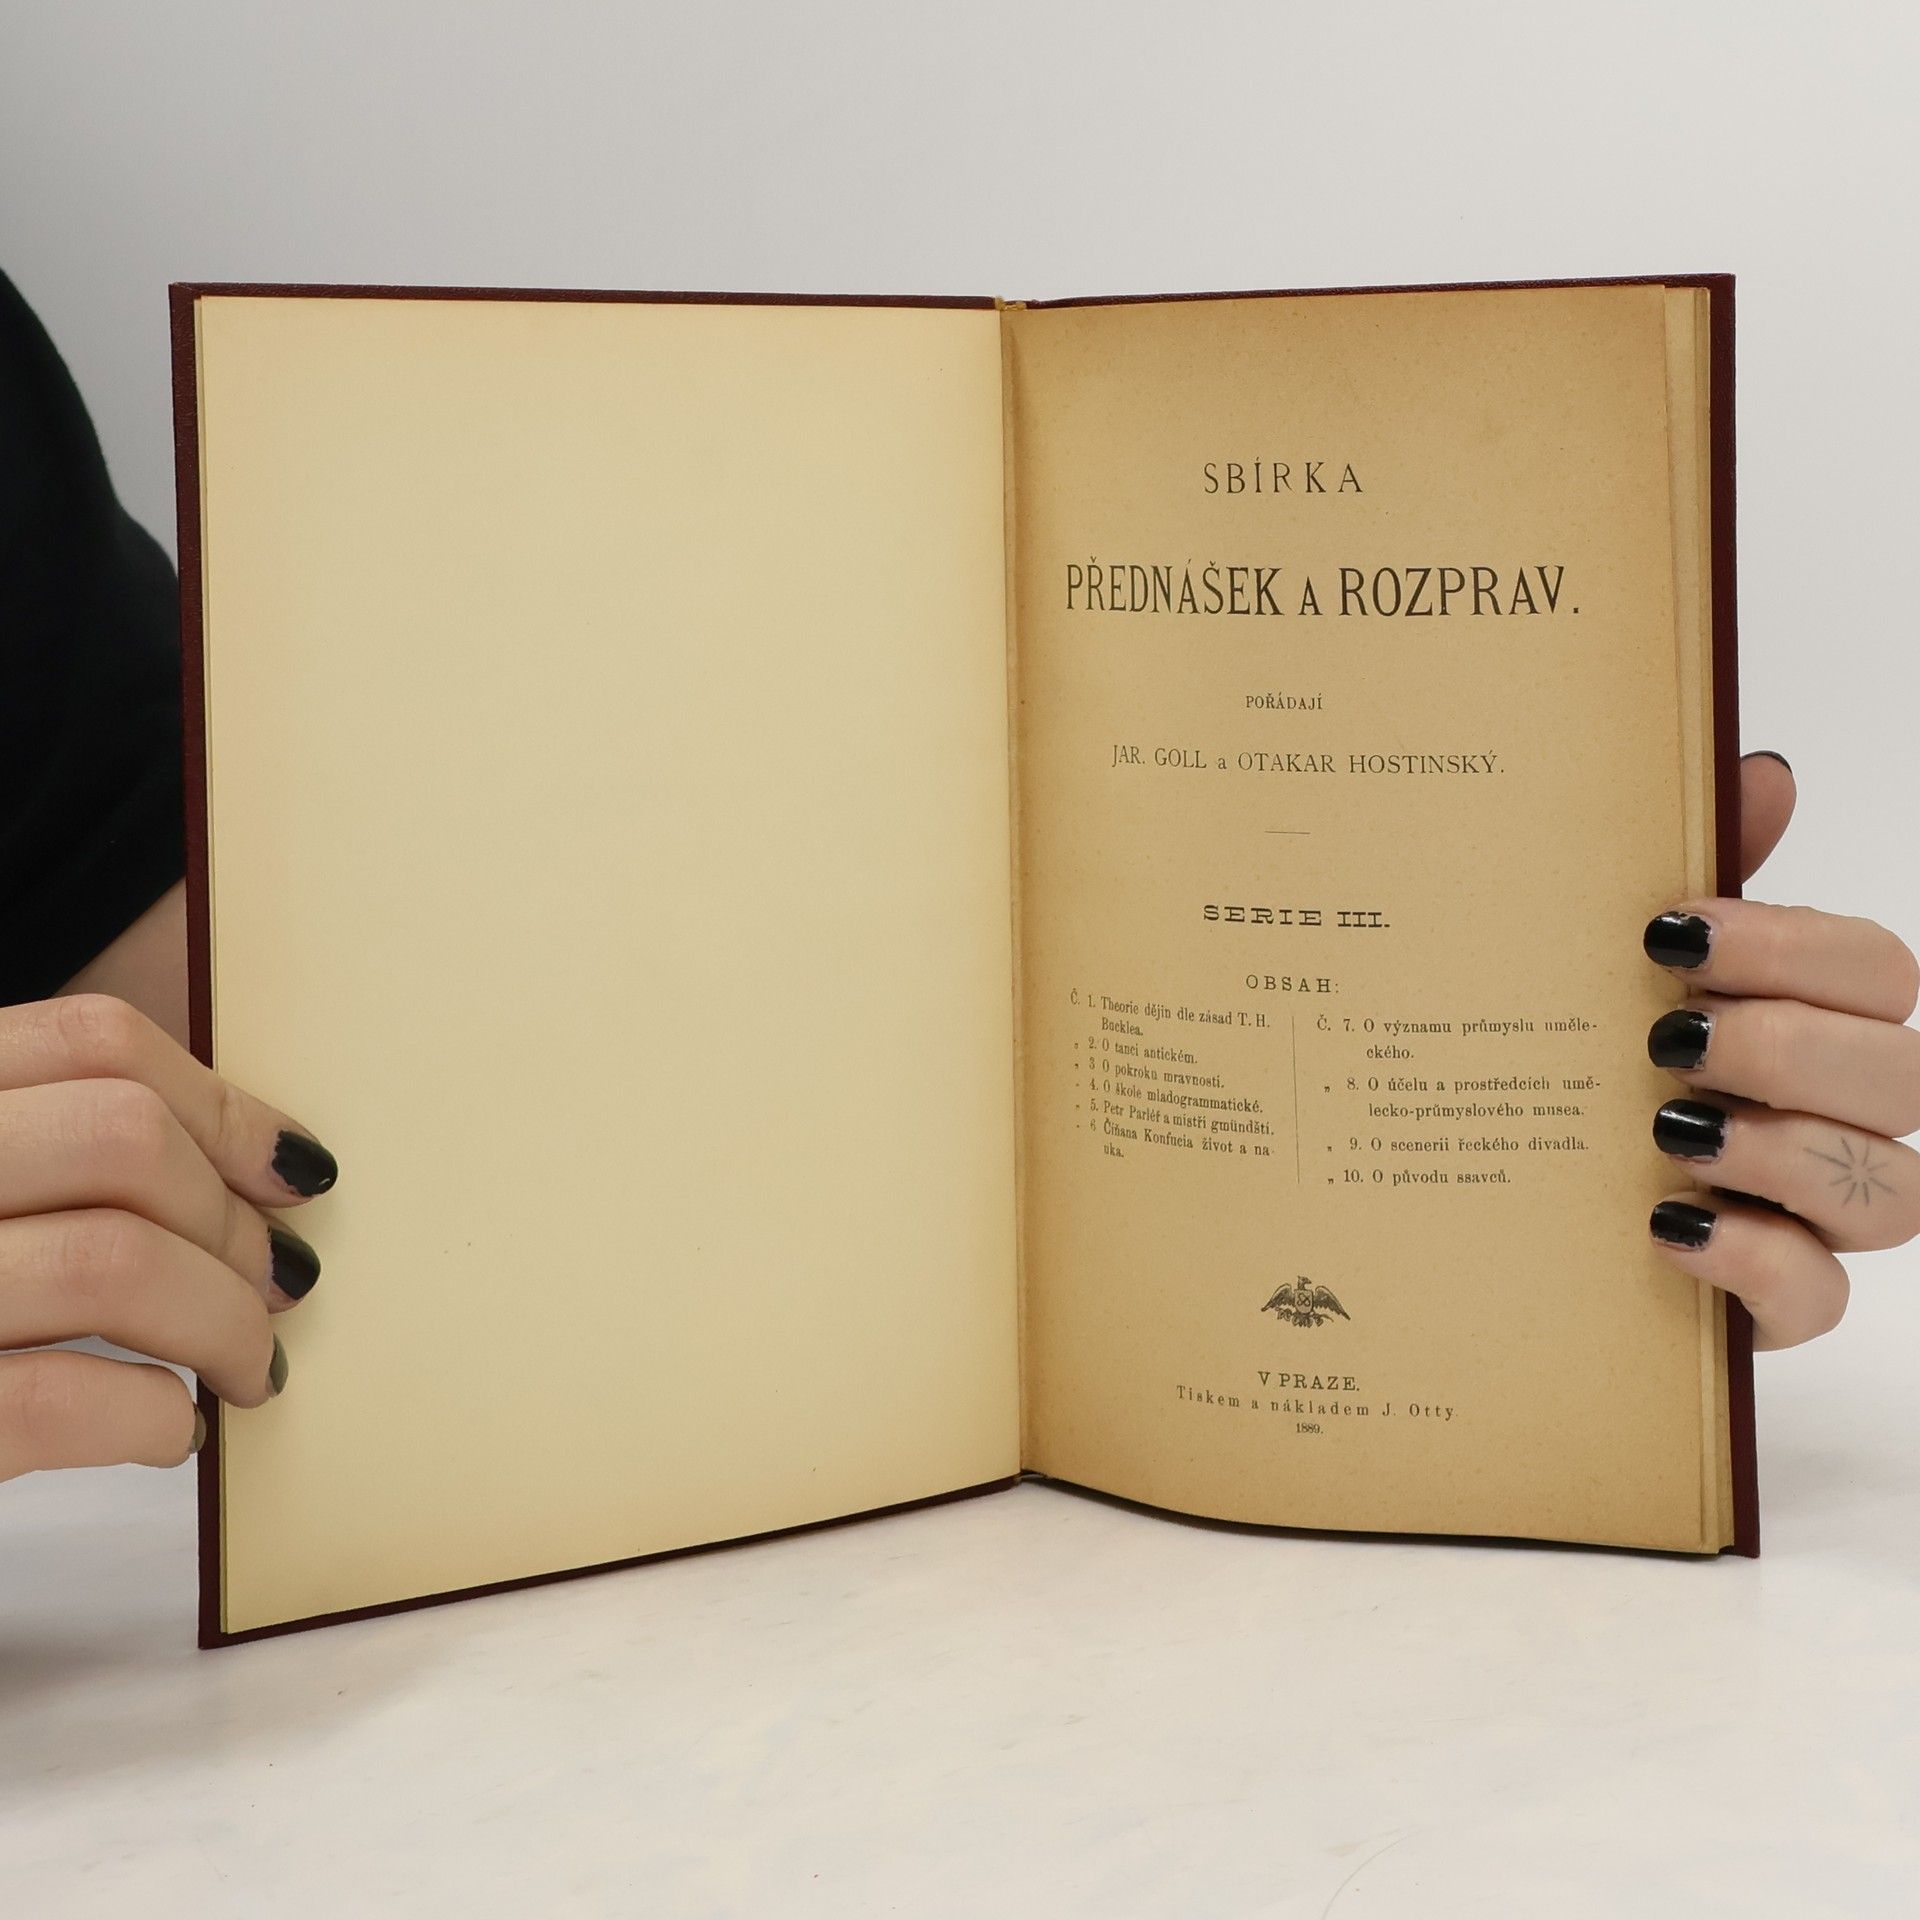 SBÍRKA
PŘEDNÁŠEK A ROZPRAV.
POŘÁDAJÍ
JAR. GOLL a OTAKAR HOSTINSKÝ.
SERIE III.
OBSAH:
Č. 1. Theorie dějin dle zásad T. H.
Bucklea.
„ 2. O tanci antickém.
„ 3 O pokroku mravnosti.
„ 4. O škole mladogrammatické.
„ 5. Petr Parléř a mistři gmündští.
„ 6 Číňana Konfucia život a na-
uka.
Č. 7. O významu průmyslu uměle-
ckého.
„ 8. O účelu a prostředcích umě-
lecko-průmyslového musea.
„ 9. O scenerii řeckého divadla.
„ 10. O původu ssavců.
V PRAZE.
Tiskem a nákladem J. Otty.
1889.